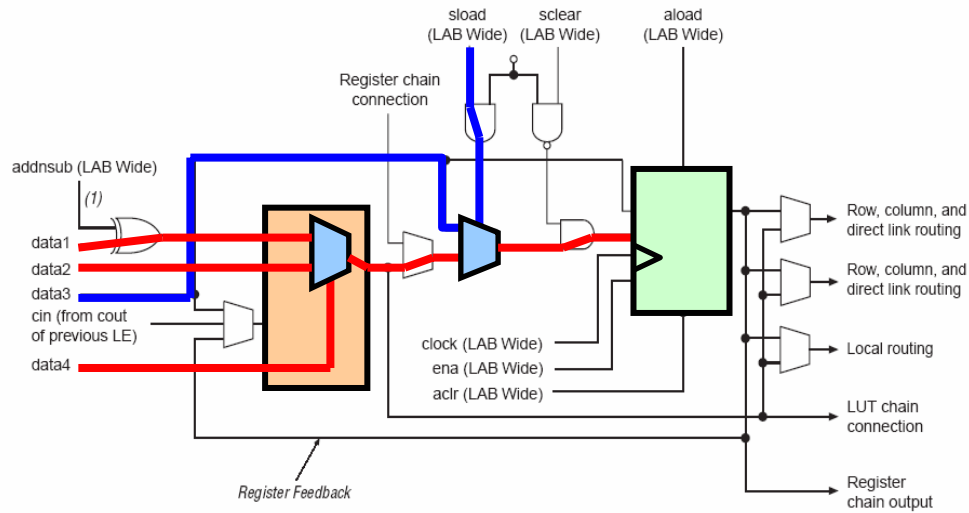 sload
(LAB Wide)
sclear
(LAB Wide)
aload
(LAB Wide)
Register chain
connection
addnsub (LAB Wide)
(1)
data1
data2
data3
cin (from cout
of previous LE)
data4
clock (LAB Wide)
ena (LAB Wide)
aclr (LAB Wide)
Row, column, and
direct link routing
Row, column, and
direct link routing
Local routing
LUT chain
connection
Register
chain output
Register Feedback